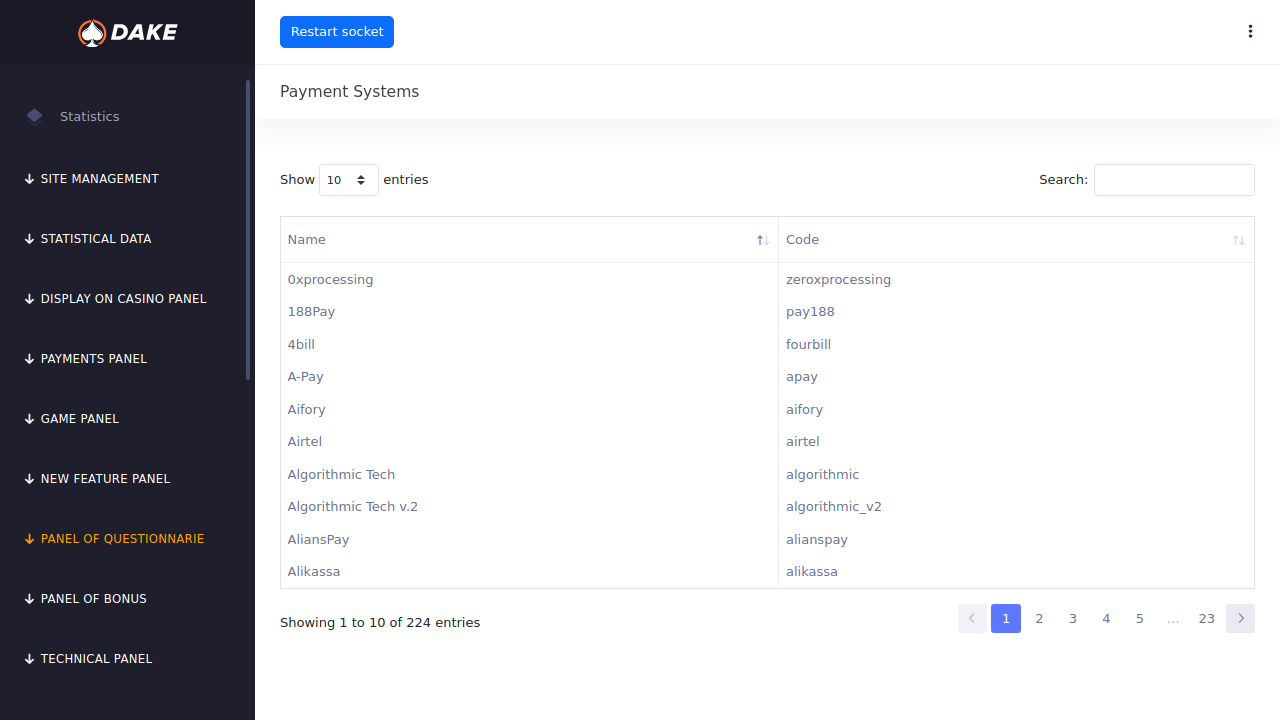 DAKE
Restart socket
Statistics
SITE MANAGEMENT
STATISTICAL DATA
DISPLAY ON CASINO PANEL
PAYMENTS PANEL
GAME PANEL
NEW FEATURE PANEL
PANEL OF QUESTIONNARIE
PANEL OF BONUS
TECHNICAL PANEL
Payment Systems
Show 10 entries
Search:
Name Code
0xprocessing zeroxprocessing
188Pay pay188
4bill fourbill
A-Pay apay
Aifory aifory
Airtel airtel
Algorithmic Tech algorithmic
Algorithmic Tech v.2 algorithmic_v2
AliansPay alianspay
Alikassa alikassa
Showing 1 to 10 of 224 entries
1 2 3 4 5 … 23